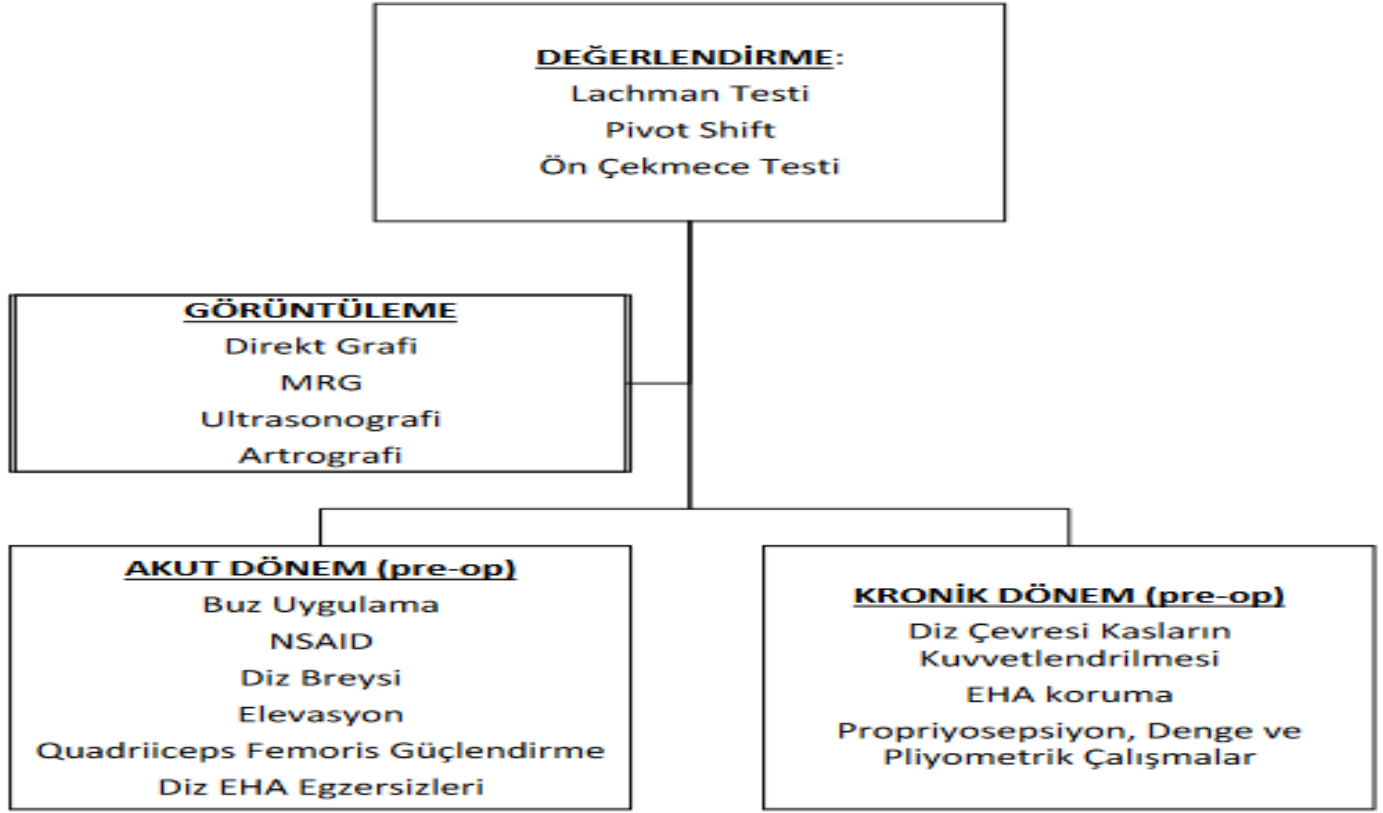 DEĞERLENDİRME:
Lachman Testi
Pivot Shift
Ön Çekmece Testi
GÖRÜNTÜLEME
Direkt Grafi
MRG
Ultrasonografi
Artrografi
AKUT DÖNEM (pre-op)
Buz Uygulama
NSAID
Diz Breysi
Elevasyon
Quadriiceps Femoris Güçlendirme
Diz EHA Egzersizleri
KRONİK DÖNEM (pre-op)
Diz Çevresi Kasların
Kuvvetlendrilmesi
EHA koruma
Propriyosepsiyon, Denge ve
Pliyometrik Çalışmalar